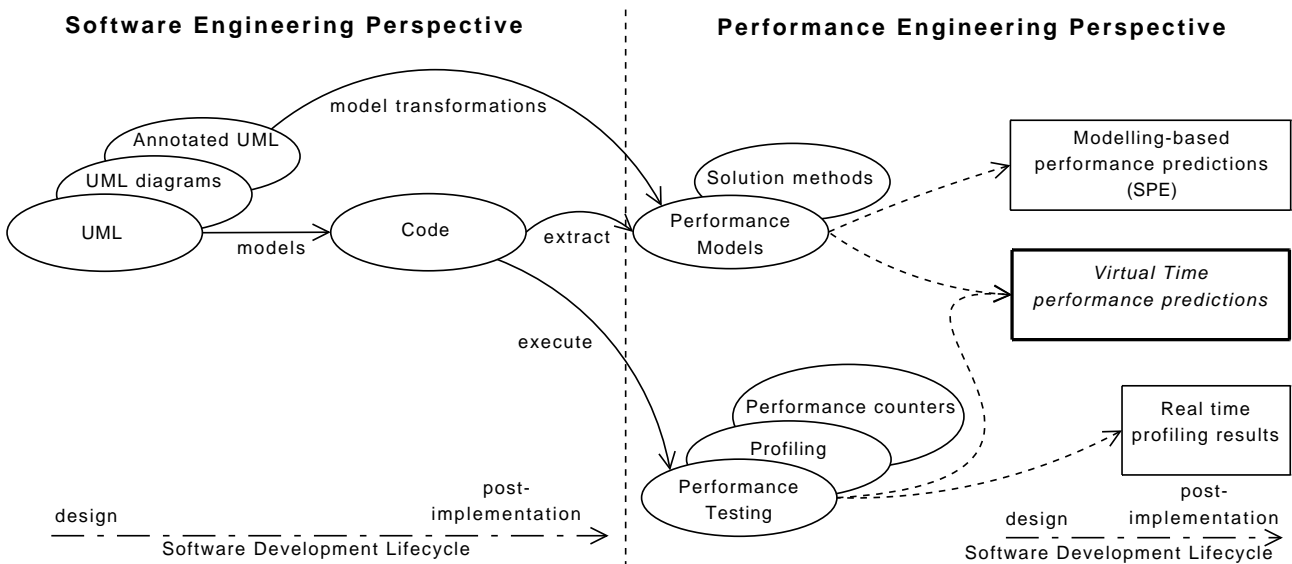 Software Engineering Perspective
Performance Engineering Perspective
model transformations
Annotated UML
UML diagrams
UML
models
Code
extract
execute
Solution methods
Performance
Models
Modelling-based
performance predictions
(SPE)
Virtual Time
performance predictions
Performance counters
Profiling
Performance
Testing
Real time
profiling results
design
post-
implementation
Software Development Lifecycle
design
post-
implementation
Software Development Lifecycle